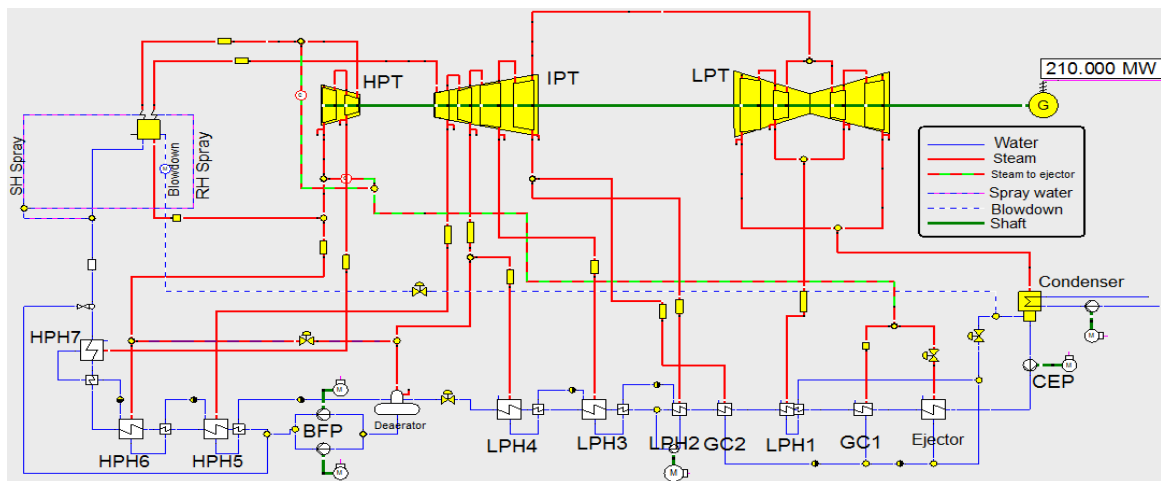 HPT
IPT
LPT
210.000 MW
G
C
C
SH Spray
Blowdown
RH Spray
M
Water
Steam
Steam to ejector
Spray water
Blowdown
Shaft
Condenser
M
HPH7
CEP
M
M
BFP
Deaerator
M
HPH6
HPH5
LPH4
LPH3
LPH2
GC2
LPH1
GC1
Ejector
M